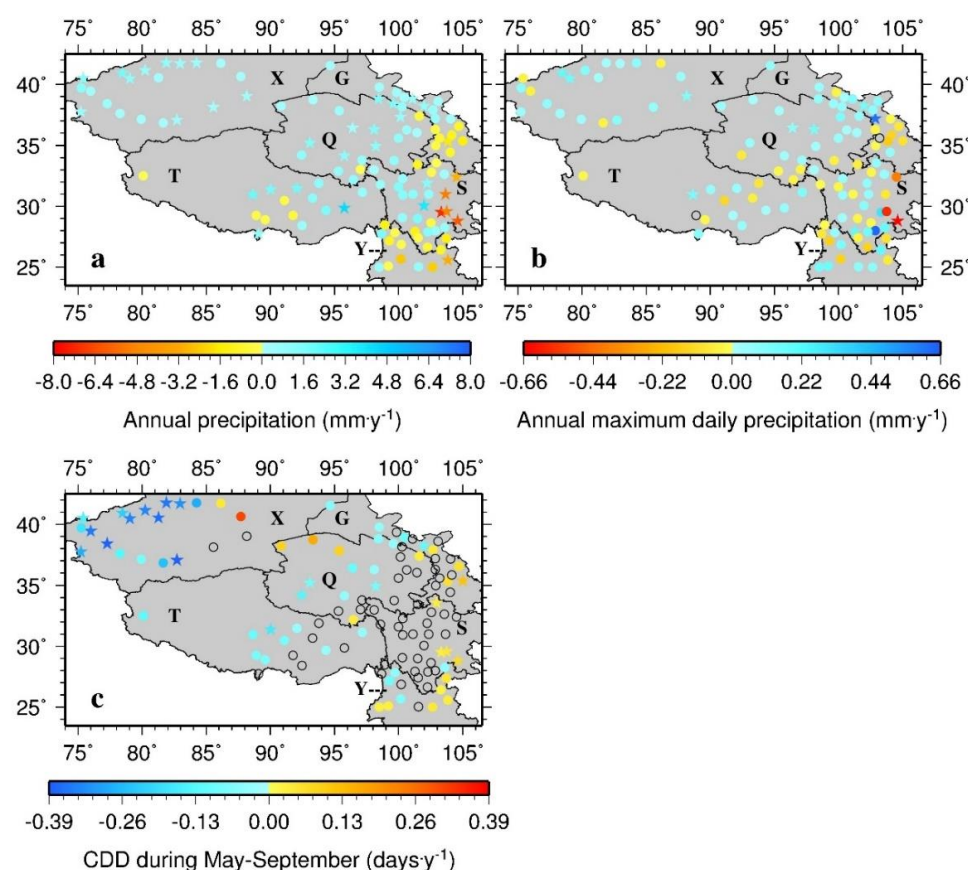 75˚ 80˚ 85˚ 90˚ 95˚ 100˚ 105˚
75˚ 80˚ 85˚ 90˚ 95˚ 100˚ 105˚
40˚
35˚
30˚
25˚
40˚
35˚
30˚
25˚
X G
Q
T S
Y---
a
X G
Q
T S
Y---
b
75˚ 80˚ 85˚ 90˚ 95˚ 100˚ 105˚
75˚ 80˚ 85˚ 90˚ 95˚ 100˚ 105˚
-8.0 -6.4 -4.8 -3.2 -1.6 0.0 1.6 3.2 4.8 6.4 8.0
Annual precipitation (mm·y⁻¹)
-0.66 -0.44 -0.22 0.00 0.22 0.44 0.66
Annual maximum daily precipitation (mm·y⁻¹)
75˚ 80˚ 85˚ 90˚ 95˚ 100˚ 105˚
40˚
35˚
30˚
25˚
X G
Q
T S
Y---
c
75˚ 80˚ 85˚ 90˚ 95˚ 100˚ 105˚
-0.39 -0.26 -0.13 0.00 0.13 0.26 0.39
CDD during May-September (days·y⁻¹)